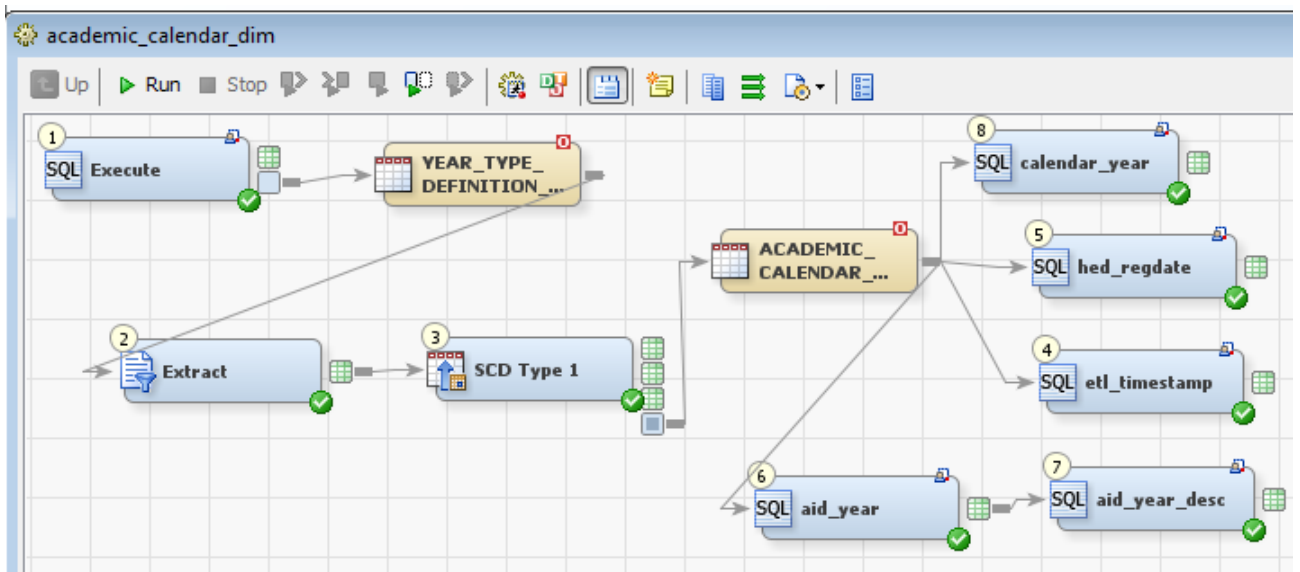 academic_calendar_dim
Up Run Stop
1
SQL Execute
YEAR_TYPE_
DEFINITION_...
8
SQL calendar_year
ACADEMIC_
CALENDAR_...
5
SQL hed_regdate
2
Extract
3
SCD Type 1
4
SQL etl_timestamp
6
SQL aid_year
7
SQL aid_year_desc